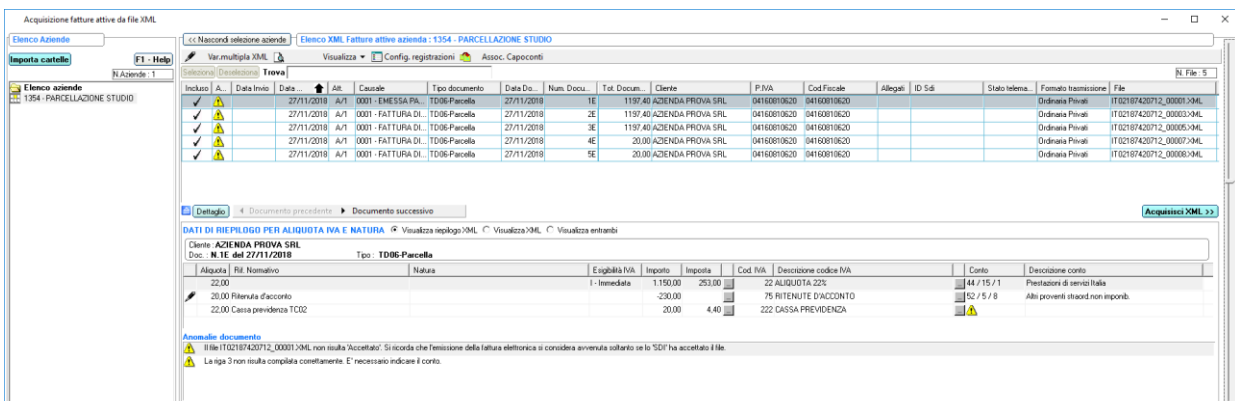 Acquisizione fatture attive da file XML
Elenco Aziende
<< Nascondi selezione aziende
Elenco XML Fatture attive azienda : 1354 - PARCELLAZIONE STUDIO
Importa cartelle
F1 - Help
Var.multipla XML
Visualizza
Config. registrazioni
Assoc. Capoconti
N.Aziende : 1
Seleziona Deseleziona Trova
N. File : 5
Elenco aziende
1354 - PARCELLAZIONE STUDIO
Incluso A... Data Invio Data ... Att. Causale Tipo documento Data Do... Num. Docu... Tot. Docum... Cliente P.IVA Cod.Fiscale Allegati ID Sdi Stato telema... Formato trasmissione File
27/11/2018 A/1 0001 - EMESSA PA... TD06-Parcella 27/11/2018 1E 1197,40 AZIENDA PROVA SRL 04160810620 04160810620 Ordinaria Privati IT02187420712_00001.XML
27/11/2018 A/1 0001 - FATTURA DI... TD06-Parcella 27/11/2018 2E 1197,40 AZIENDA PROVA SRL 04160810620 04160810620 Ordinaria Privati IT02187420712_00003.XML
27/11/2018 A/1 0001 - FATTURA DI... TD06-Parcella 27/11/2018 3E 1197,40 AZIENDA PROVA SRL 04160810620 04160810620 Ordinaria Privati IT02187420712_00005.XML
27/11/2018 A/1 0001 - FATTURA DI... TD06-Parcella 27/11/2018 4E 20,00 AZIENDA PROVA SRL 04160810620 04160810620 Ordinaria Privati IT02187420712_00007.XML
27/11/2018 A/1 0001 - FATTURA DI... TD06-Parcella 27/11/2018 5E 20,00 AZIENDA PROVA SRL 04160810620 04160810620 Ordinaria Privati IT02187420712_00008.XML
Dettaglio
Documento precedente
Documento successivo
Acquisisci XML >>
DATI DI RIEPILOGO PER ALIQUOTA IVA E NATURA Visualizza riepilogo XML Visualizza XML Visualizza entrambi
Cliente : AZIENDA PROVA SRL
Doc. : N.1E del 27/11/2018 Tipo : TD06-Parcella
Aliquota Rif. Normativo Natura Esigibilità IVA Importo Imposta Cod. IVA Descrizione codice IVA Conto Descrizione conto
22,00 I - Immediata 1.150,00 253,00 ... 22 ALIQUOTA 22% ... 44 / 15 / 1 Prestazioni di servizi Italia
20,00 Ritenuta d'acconto -230,00 ... 75 RITENUTE D'ACCONTO ... 52 / 5 / 8 Altri proventi straord.non imponib.
22,00 Cassa previdenza TC02 20,00 4,40 ... 222 CASSA PREVIDENZA ...
Anomalie documento
Il file IT02187420712_00001.XML non risulta 'Accettato'. Si ricorda che l'emissione della fattura elettronica si considera avvenuta soltanto se lo 'SDI' ha accettato il file.
La riga 3 non risulta compilata correttamente. E' necessario indicare il conto.